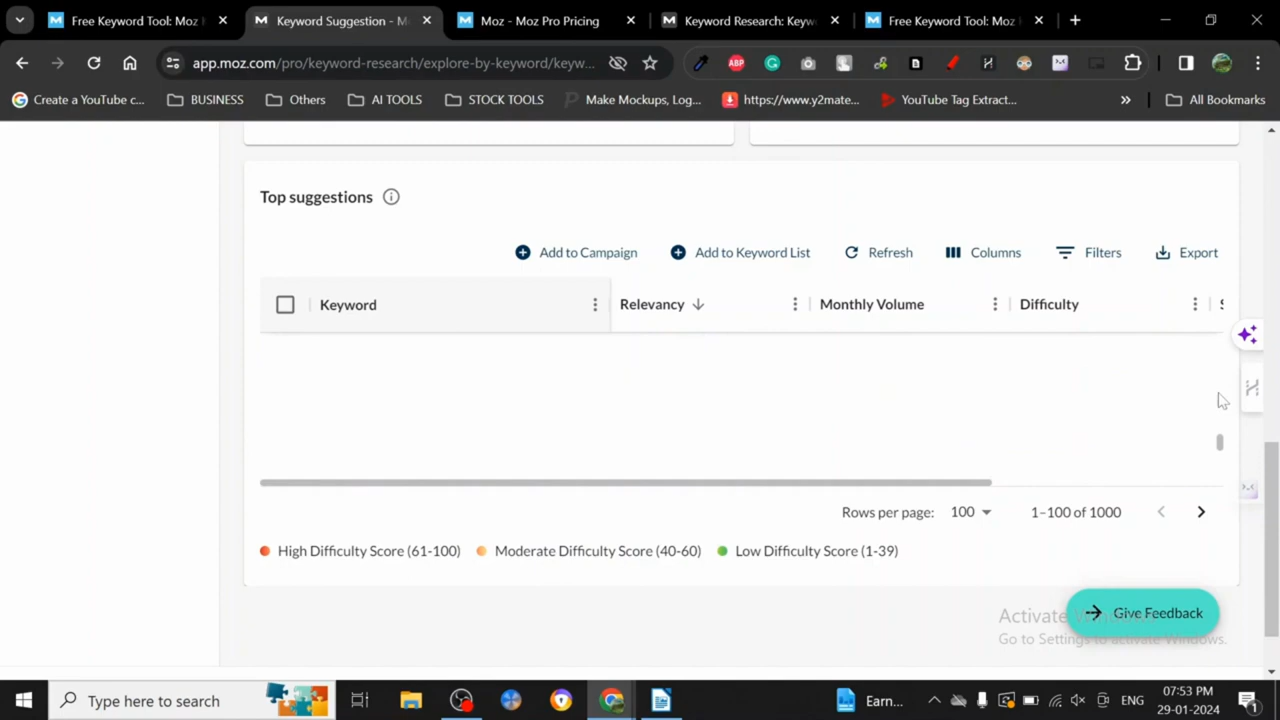 Free Keyword Tool: Moz
Keyword Suggestion - M
Moz - Moz Pro Pricing
Keyword Research: Keyw
Free Keyword Tool: Moz
app.moz.com/pro/keyword-research/explore-by-keyword/keyw...
ABP
Create a YouTube c...
BUSINESS
Others
AI TOOLS
STOCK TOOLS
Make Mockups, Log...
https://www.y2mate...
YouTube Tag Extract...
All Bookmarks
Top suggestions
Add to Campaign
Add to Keyword List
Refresh
Columns
Filters
Export
Keyword
Relevancy
Monthly Volume
Difficulty
Rows per page:
100
1–100 of 1000
High Difficulty Score (61-100)
Moderate Difficulty Score (40-60)
Low Difficulty Score (1-39)
Give Feedback
Activate Windows
Go to Settings to activate Windows.
Type here to search
Earn...
ENG
07:53 PM
29-01-2024
1